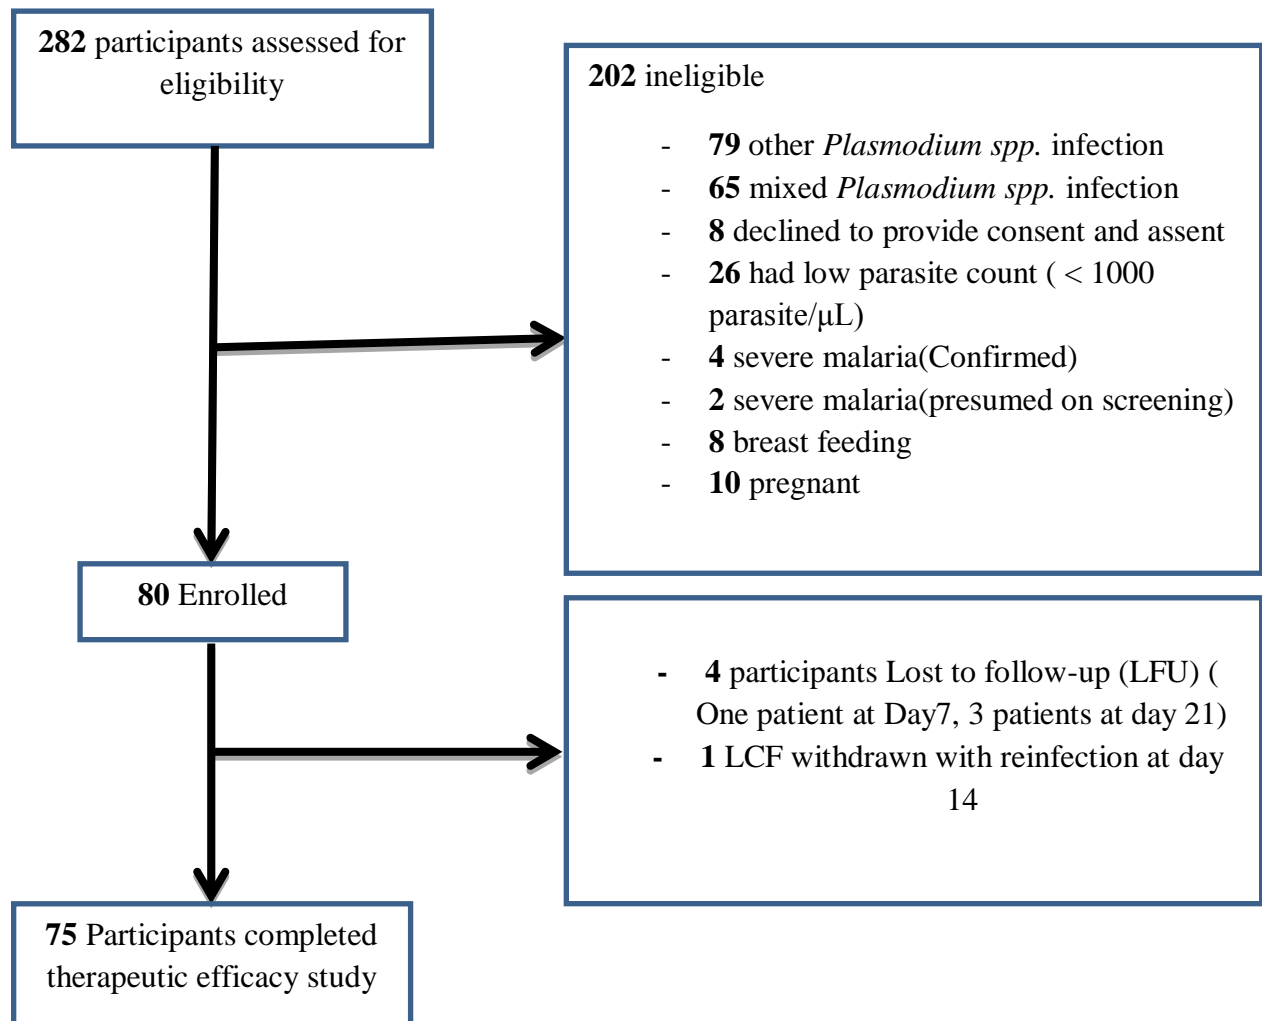 282 participants assessed for
eligibility
202 ineligible
- 79 other Plasmodium spp. infection
- 65 mixed Plasmodium spp. infection
- 8 declined to provide consent and assent
- 26 had low parasite count ( < 1000
parasite/μL)
- 4 severe malaria(Confirmed)
- 2 severe malaria(presumed on screening)
- 8 breast feeding
- 10 pregnant
80 Enrolled
- 4 participants Lost to follow-up (LFU) (
One patient at Day7, 3 patients at day 21)
- 1 LCF withdrawn with reinfection at day
14
75 Participants completed
therapeutic efficacy study